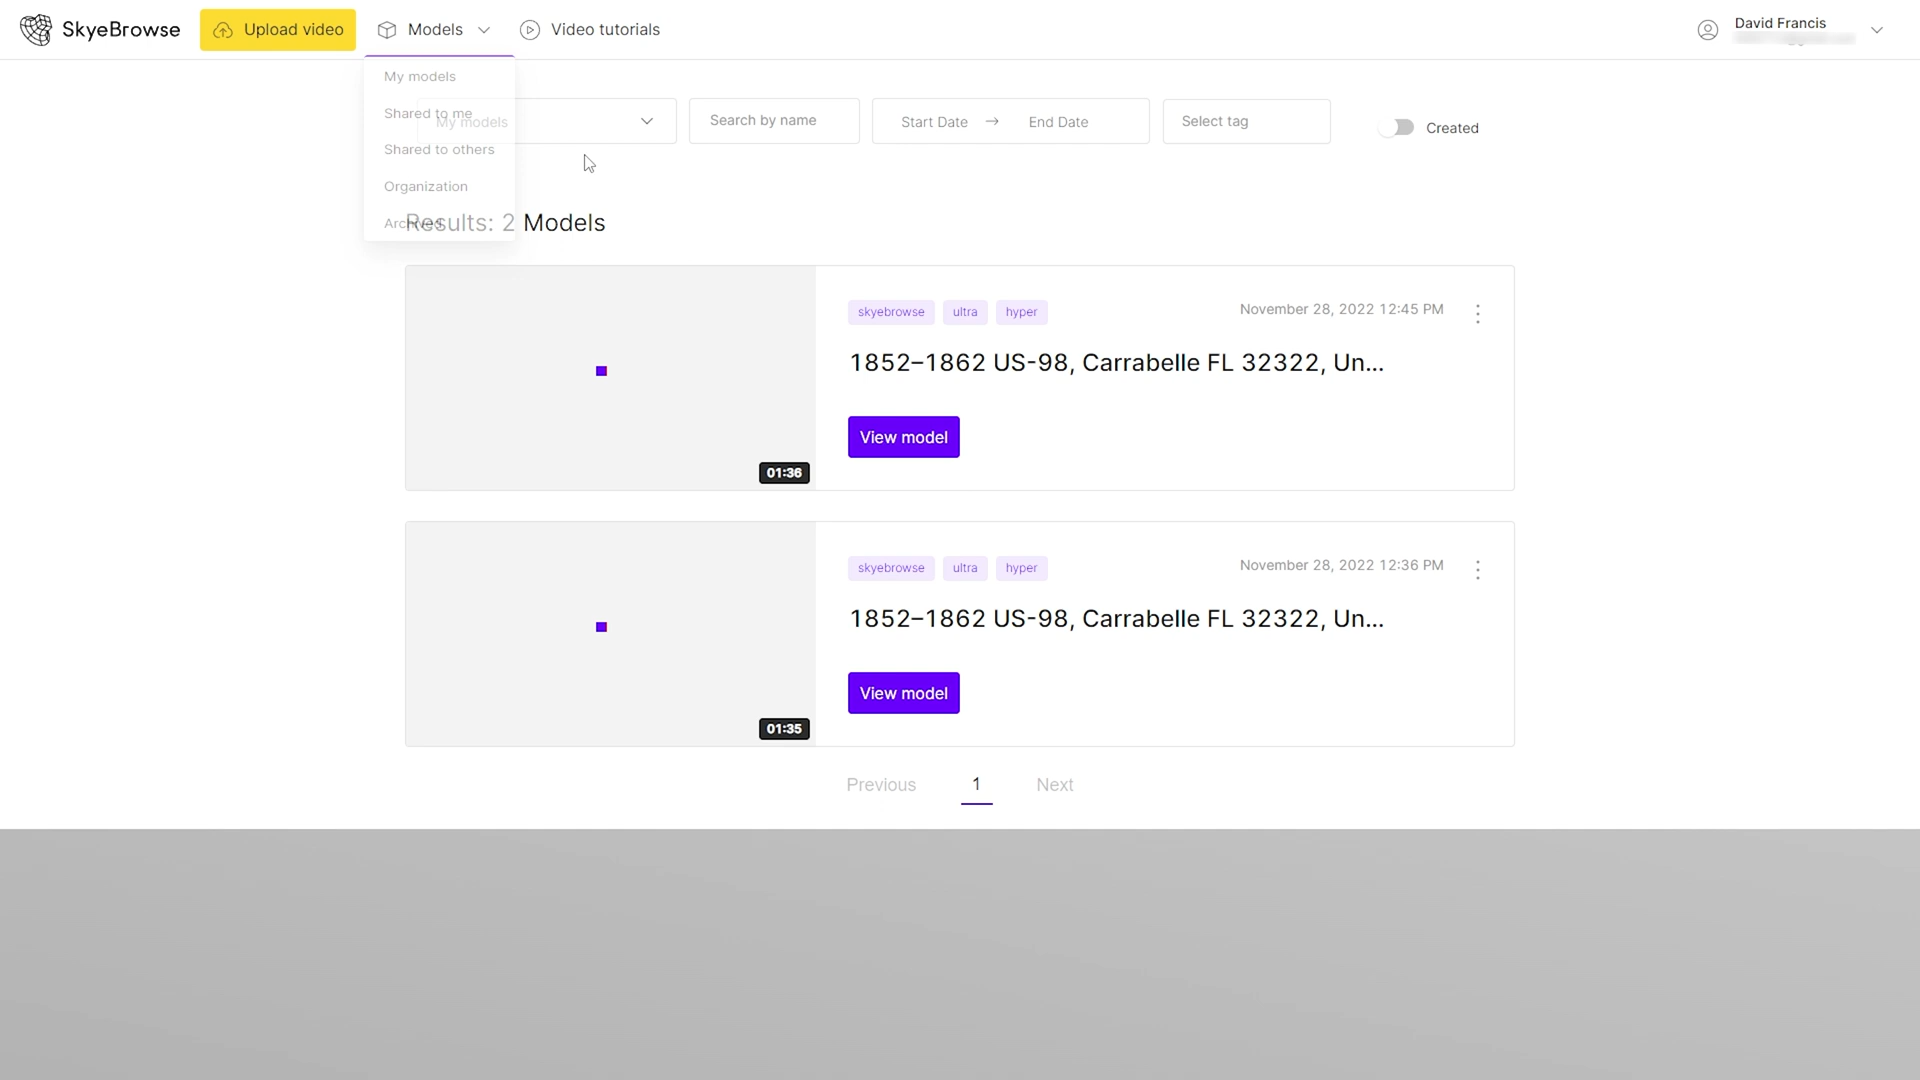 SkyeBrowse
Upload video
Models
Video tutorials
David Francis
My models
Shared to me
Shared to others
Organization
Archived
My models
Search by name
Start Date → End Date
Select tag
Created
Results: 2 Models
skyebrowse ultra hyper
November 28, 2022 12:45 PM
1852–1862 US-98, Carrabelle FL 32322, Un...
View model
01:36
skyebrowse ultra hyper
November 28, 2022 12:36 PM
1852–1862 US-98, Carrabelle FL 32322, Un...
View model
01:35
Previous 1 Next